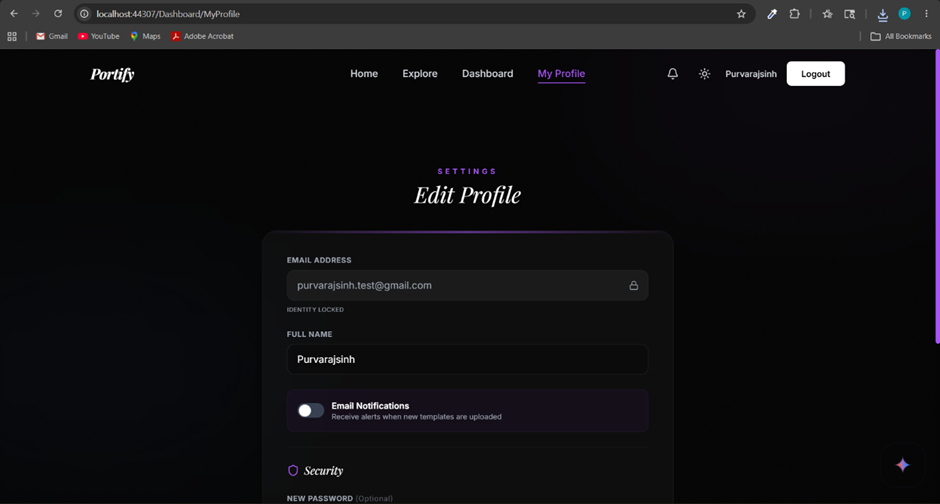 localhost:44307/Dashboard/MyProfile
P
Gmail YouTube Maps Adobe Acrobat All Bookmarks
Portify Home Explore Dashboard My Profile Purvarajsinh Logout
SETTINGS
Edit Profile
EMAIL ADDRESS
purvarajsinh.test@gmail.com
IDENTITY LOCKED
FULL NAME
Purvarajsinh
Email Notifications
Receive alerts when new templates are uploaded
Security
NEW PASSWORD (Optional)